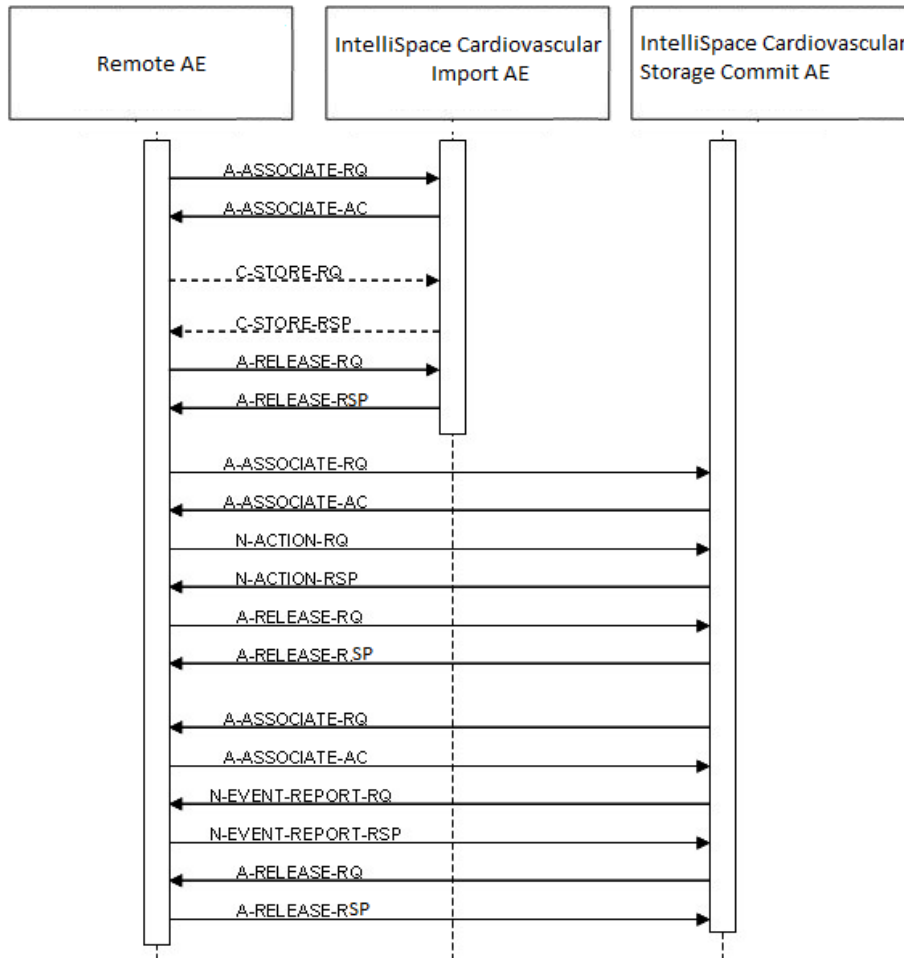 Remote AE
IntelliSpace Cardiovascular
Import AE
IntelliSpace Cardiovascular
Storage Commit AE
A-ASSOCIATE-RQ
A-ASSOCIATE-AC
C-STORE-RQ
C-STORE-RSP
A-RELEASE-RQ
A-RELEASE-RSP
A-ASSOCIATE-RQ
A-ASSOCIATE-AC
N-ACTION-RQ
N-ACTION-RSP
A-RELEASE-RQ
A-RELEASE-R.SP
A-ASSOCIATE-RQ
A-ASSOCIATE-AC
N-EVENT-REPORT-RQ
N-EVENT-REPORT-RSP
A-RELEASE-RQ
A-RELEASE-RSP